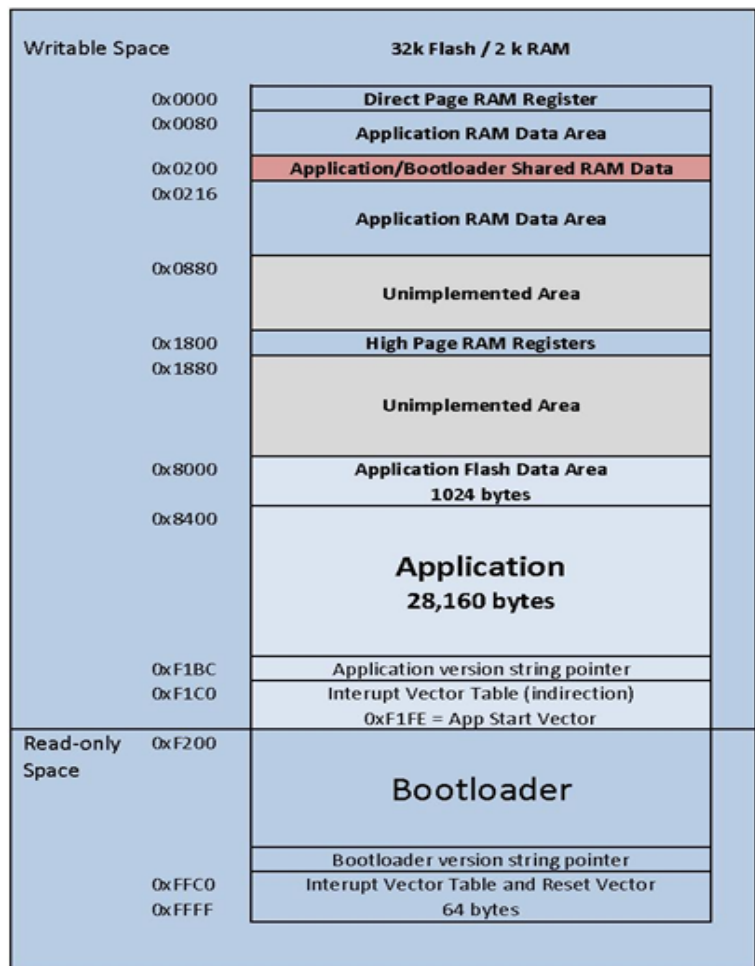 Writable Space 32k Flash / 2 k RAM
0x0000 Direct Page RAM Register
0x0080
Application RAM Data Area
0x0200 Application/Bootloader Shared RAM Data
0x0216
Application RAM Data Area
0x0880
Unimplemented Area
0x1800 High Page RAM Registers
0x1880
Unimplemented Area
0x8000 Application Flash Data Area
1024 bytes
0x8400
Application
28,160 bytes
0xF1BC Application version string pointer
0xF1C0 Interupt Vector Table (indirection)
0xF1FE = App Start Vector
Read-only 0xF200
Space
Bootloader
Bootloader version string pointer
0xFFC0 Interupt Vector Table and Reset Vector
0xFFFF 64 bytes